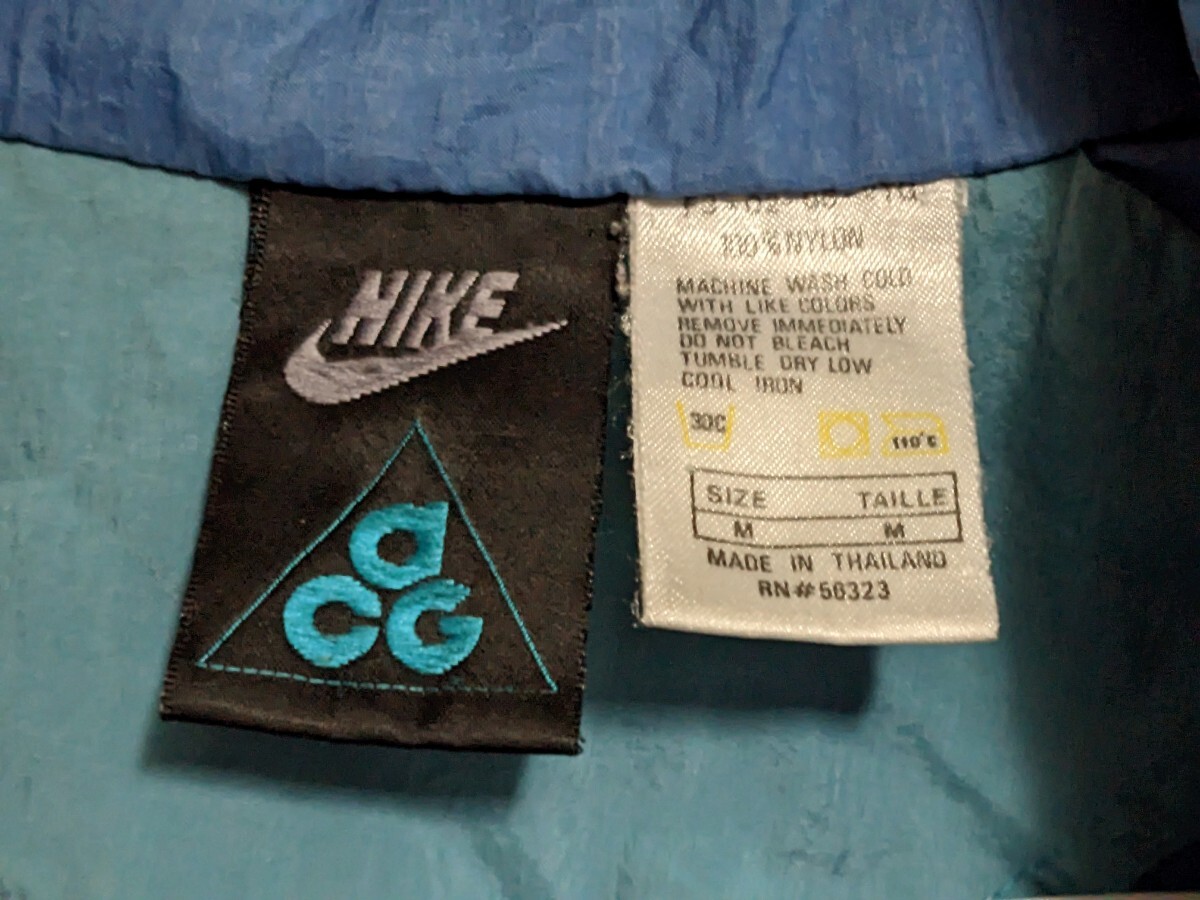 NIKE
aCG
100% NYLON
MACHINE WASH COLD
WITH LIKE COLORS
REMOVE IMMEDIATELY
DO NOT BLEACH
TUMBLE DRY LOW
COOL IRON
30C
110°C
SIZE TAILLE
M M
MADE IN THAILAND
RN#56323